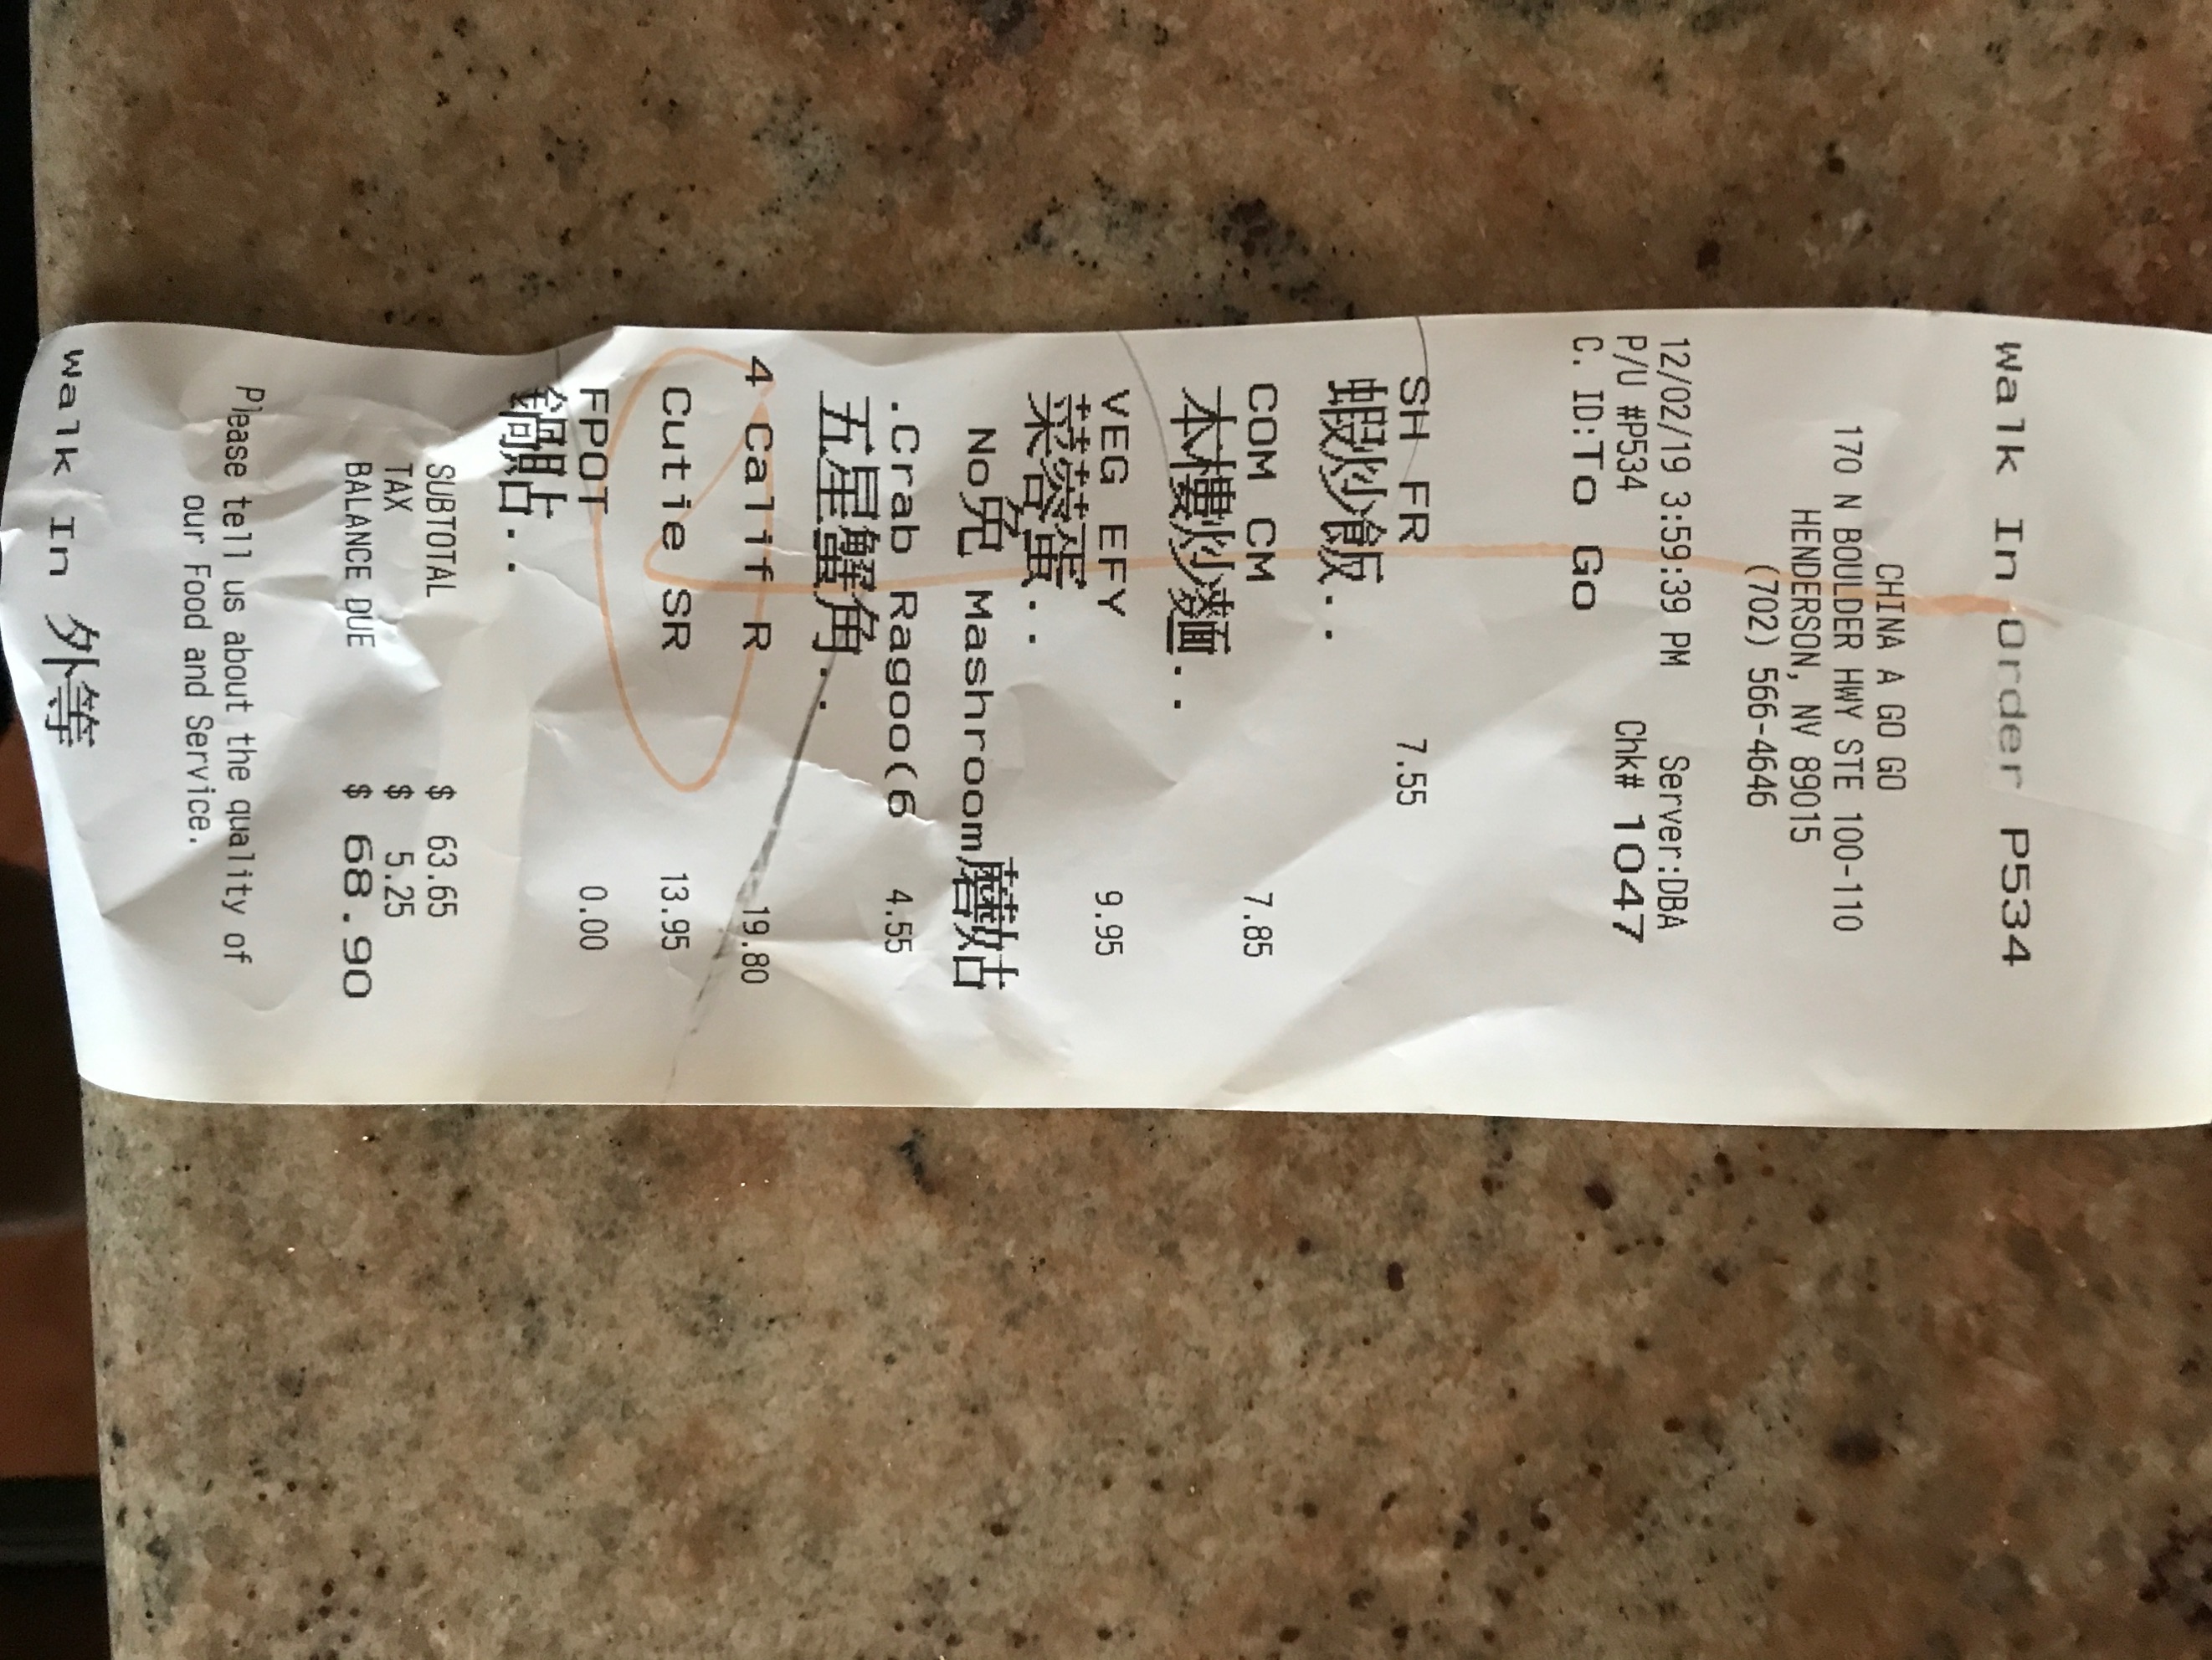 Walk In Order P534
CHINA A GO GO
170 N BOULDER HWY STE 100-110
HENDERSON, NV 89015
(702) 566-4646
12/02/19 3:59:39 PM Server:DBA
P/U #P534 Chk# 1047
C. ID:To Go
SH FR 7.55
蝦炒飯..
COM CM 7.85
本樓炒麵..
VEG EFY 9.95
菜蓉蛋..
No免 Mashroom蘑菇
.Crab Ragoo(6 4.55
五星蟹角..
4 Calif R 19.80
Cutie SR 13.95
FPOT 0.00
鍋貼..
SUBTOTAL $ 63.65
TAX $ 5.25
BALANCE DUE $ 68.90
Please tell us about the quality of
our Food and Service.
Walk In 外等